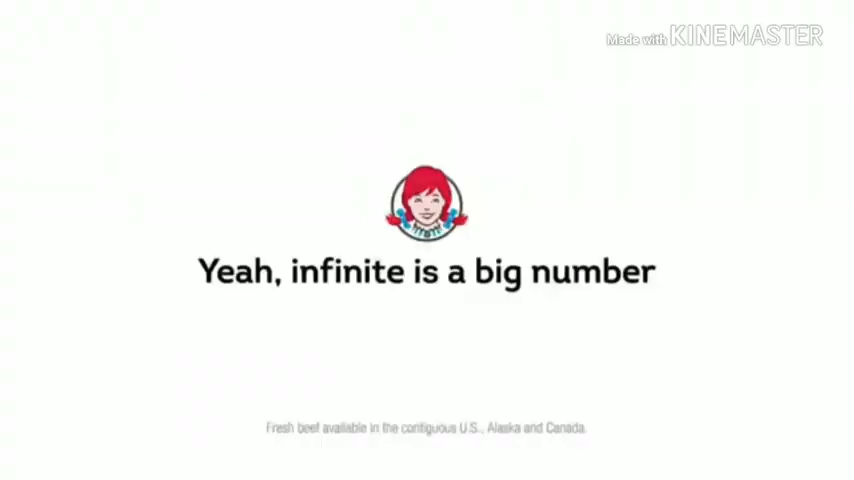 Made with KINEMASTER
Yeah, infinite is a big number
Fresh beef available in the contiguous U.S., Alaska and Canada.